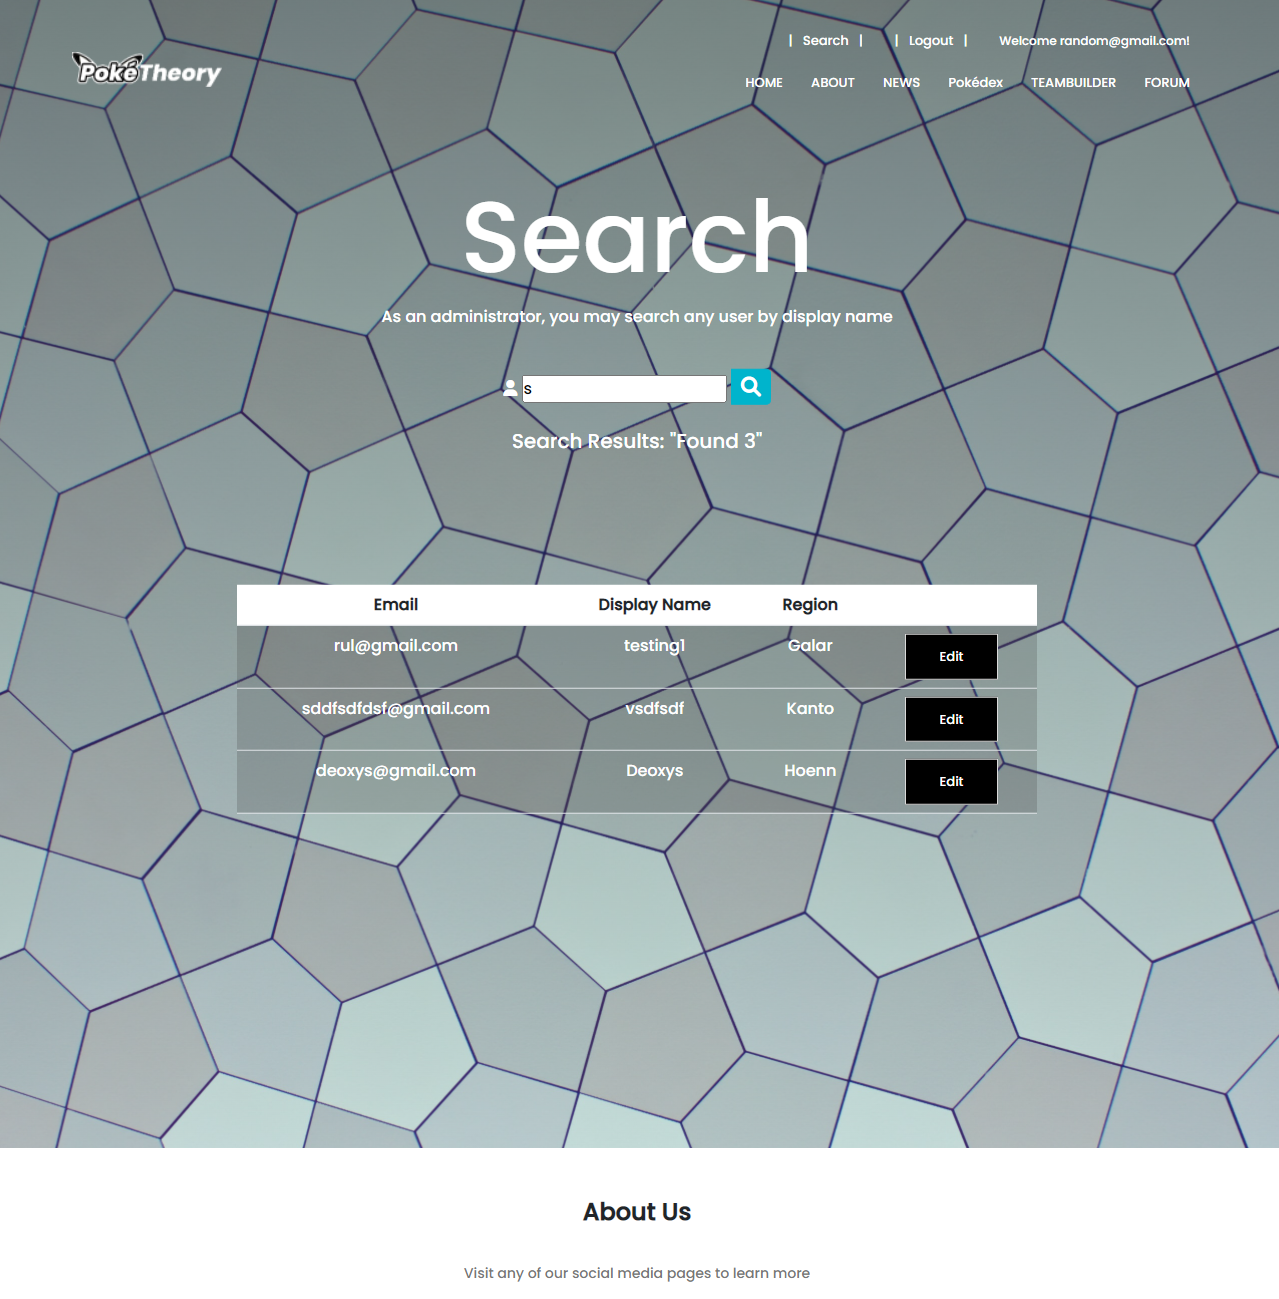 | Search |
| Logout |
Welcome random@gmail.com!
PokéTheory
HOME
ABOUT
NEWS
Pokédex
TEAMBUILDER
FORUM
Search
As an administrator, you may search any user by display name
s
Search Results: "Found 3"
Email Display Name Region
rul@gmail.com testing1 Galar Edit
sddfsdfdsf@gmail.com vsdfsdf Kanto Edit
deoxys@gmail.com Deoxys Hoenn Edit
About Us
Visit any of our social media pages to learn more